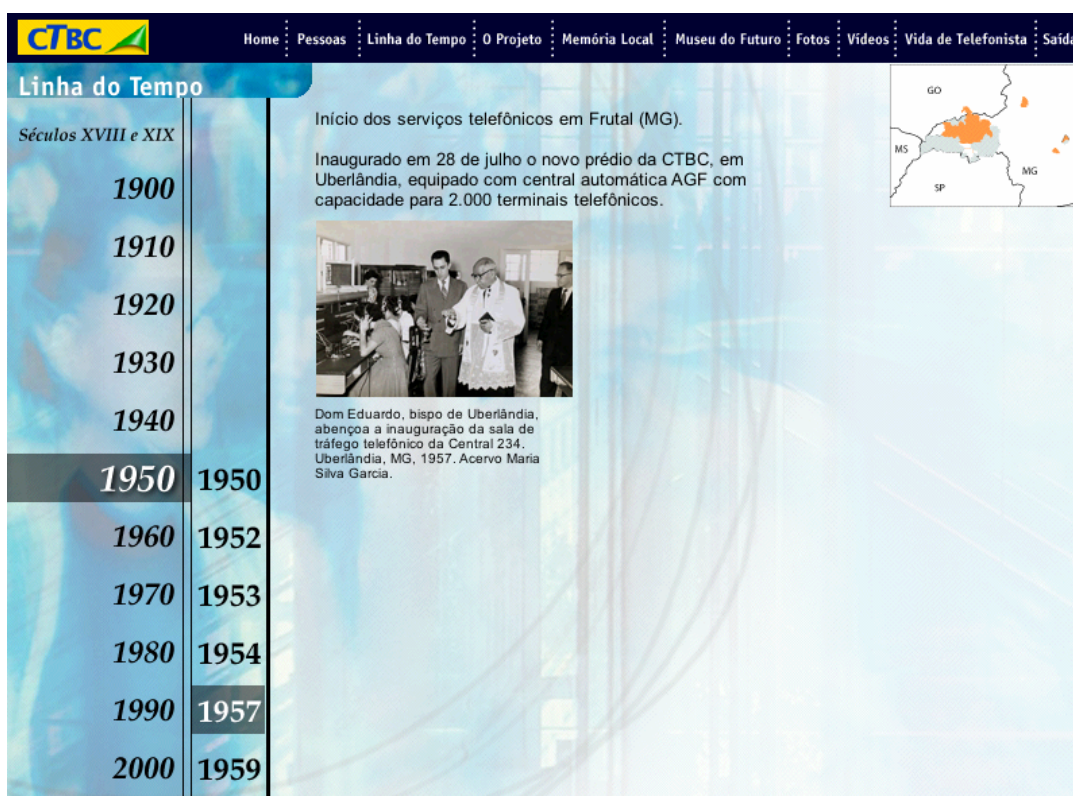 CTBC
Home Pessoas Linha do Tempo O Projeto Memória Local Museu do Futuro Fotos Vídeos Vida de Telefonista Saída
Linha do Tempo
Séculos XVIII e XIX
1900
1910
1920
1930
1940
1950
1960
1970
1980
1990
2000
1950
1952
1953
1954
1957
1959
Início dos serviços telefônicos em Frutal (MG).
Inaugurado em 28 de julho o novo prédio da CTBC, em
Uberlândia, equipado com central automática AGF com
capacidade para 2.000 terminais telefônicos.
Dom Eduardo, bispo de Uberlândia,
abençoa a inauguração da sala de
tráfego telefônico da Central 234.
Uberlândia, MG, 1957. Acervo Maria
Silva Garcia.
GO
MS
MG
SP